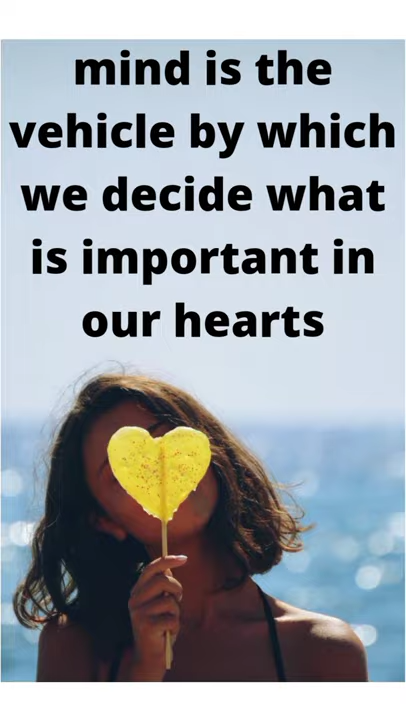 mind is the
vehicle by which
we decide what
is important in
our hearts